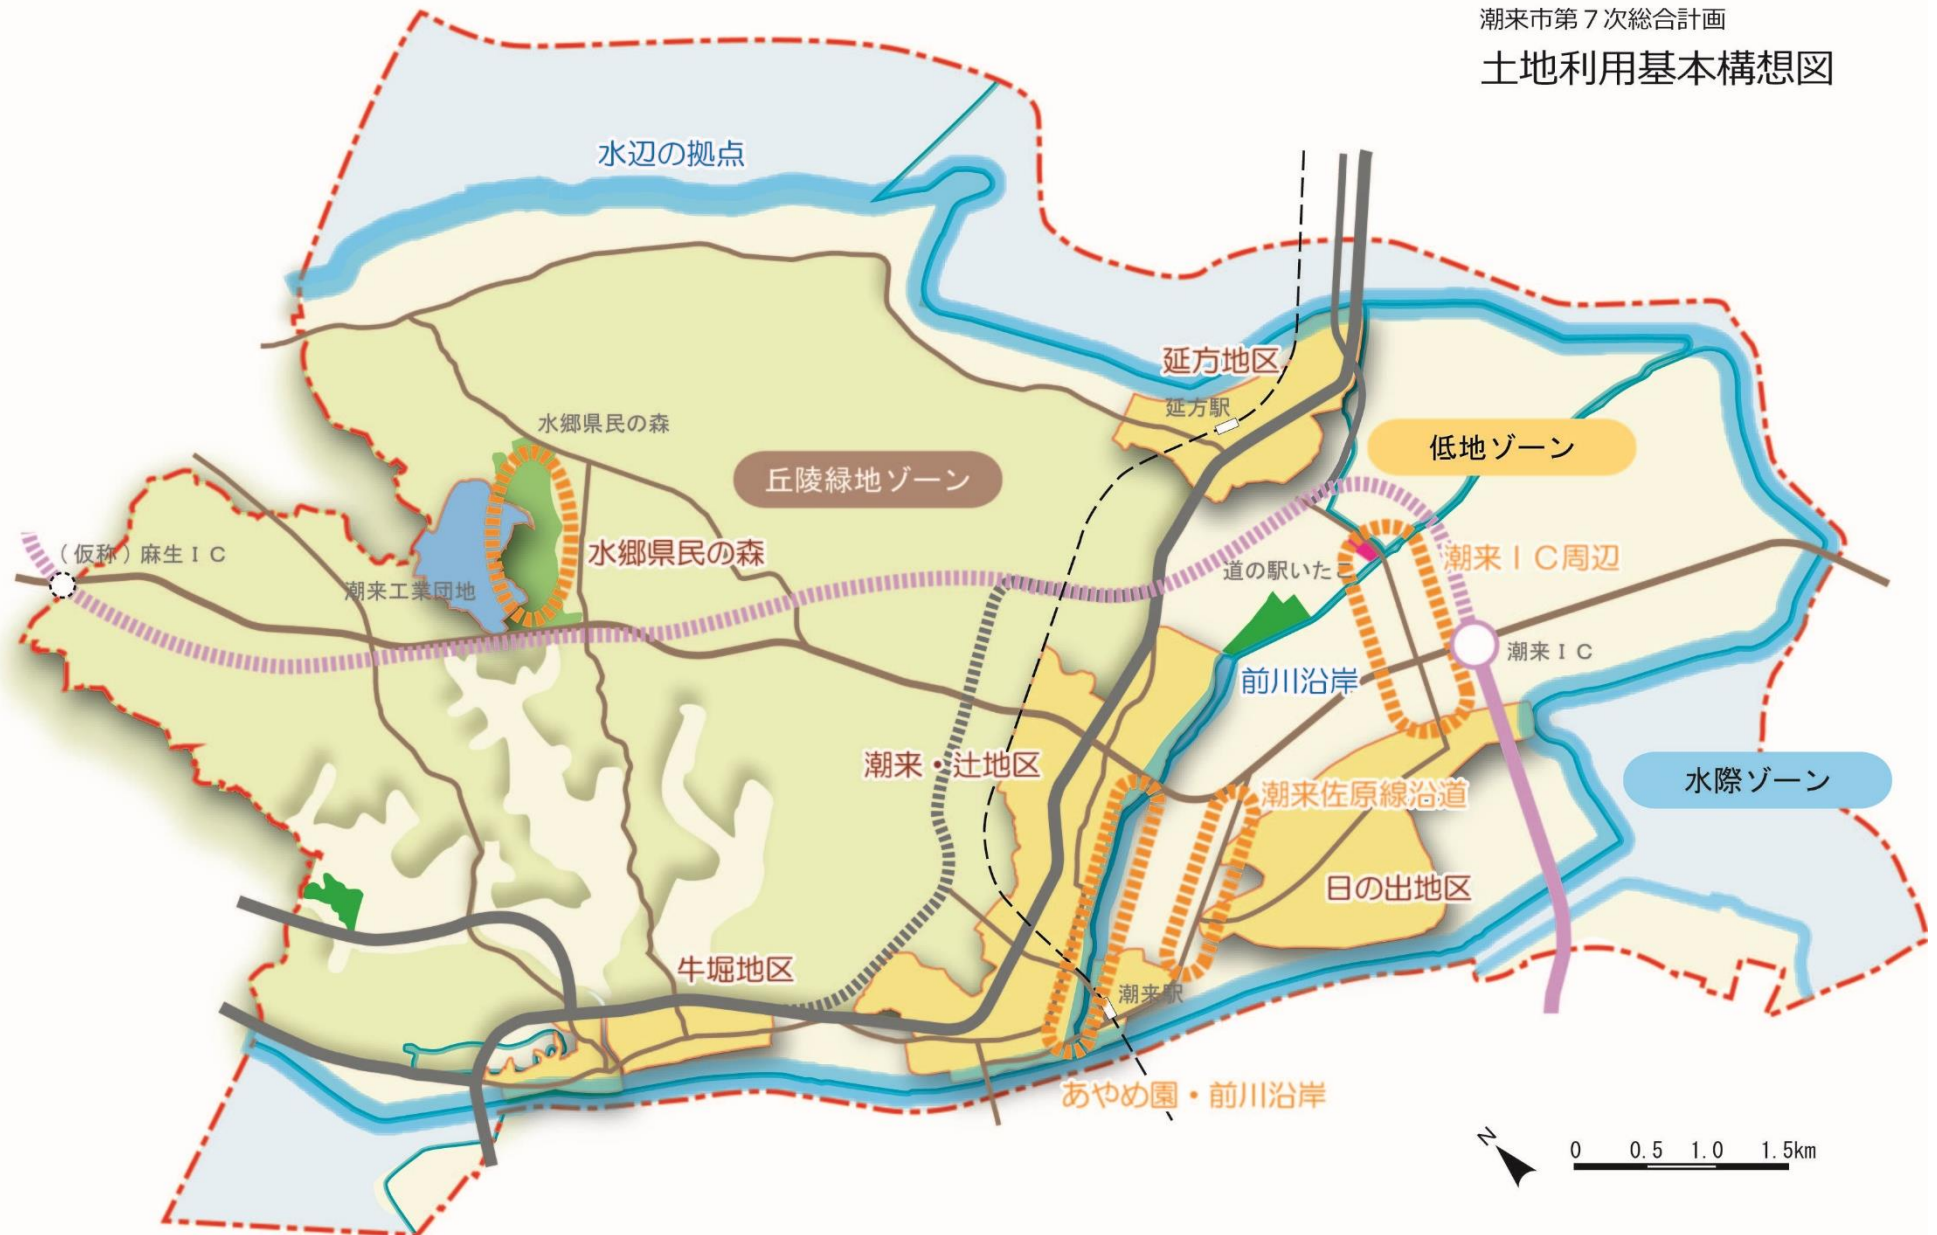 潮来市第７次総合計画
土地利用基本構想図
水辺の拠点
延方地区
延方駅
水郷県民の森
低地ゾーン
丘陵緑地ゾーン
（仮称）麻生ＩＣ
水郷県民の森
潮来ＩＣ周辺
道の駅いたこ
潮来工業団地
潮来ＩＣ
前川沿岸
潮来・辻地区
水際ゾーン
潮来佐原線沿道
日の出地区
牛堀地区
潮来駅
あやめ園・前川沿岸
N
0 0.5 1.0 1.5km